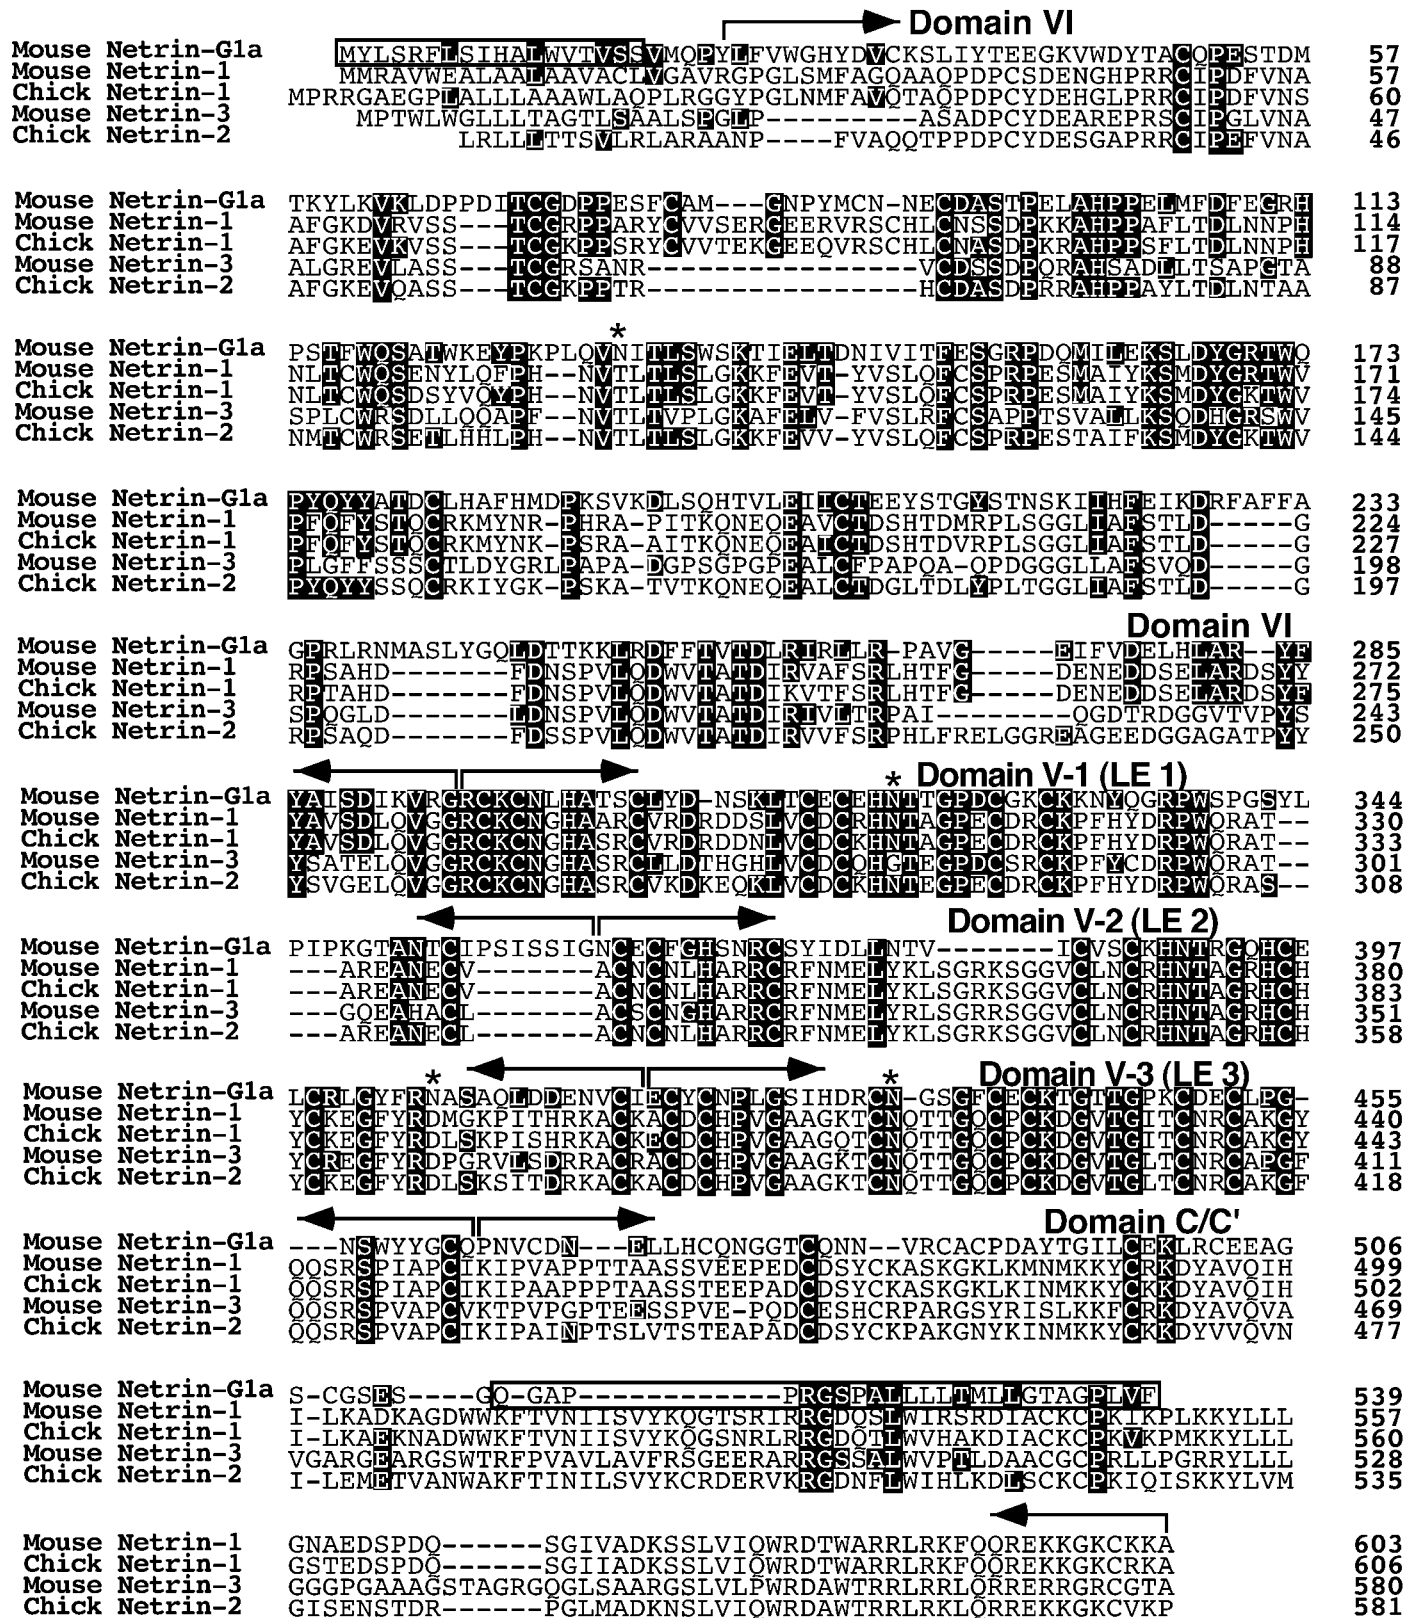 Domain VI
Mouse Netrin-G1a MYLSRFLSIHALWVTVSSVMQPYLFVWGHYDVCKSLIYTEEGKVWDYTACQPESTDM 57
Mouse Netrin-1 MMRAVWEALAALAAVACLVGAVRGPGLSMFAGQAAQPDPCSDENGHPRRCIPDFVNA 57
Chick Netrin-1 MPRRGAEGPLALLLAAAWLAQPLRGGYPGLNMFAVQTAQPDPCYDEHGLPRRCIPDFVNS 60
Mouse Netrin-3 MPTWLWGLLLTAGTLSAALSPGLP---------ASADPCYDEAREPRSCIPGLVNA 47
Chick Netrin-2 LRLLLTTSVLRLARAANP----FVAQQTPPDPCYDESGAPRRCIPEFVNA 46
Mouse Netrin-G1a TKYLKVKLDPPDITCGDPPESFCAM---GNPYMCN-NECDASTPELAHPPELMFDFEGRH 113
Mouse Netrin-1 AFGKDVRVSS---TCGRPPARYCVVSERGEERVRSCHLCNSSDPKKAHPPAFLTDLNNPH 114
Chick Netrin-1 AFGKEVKVSS---TCGKPPSRYCVVTEKGEEQVRSCHLCNASDPKRAHPPSFLTDLNNPH 117
Mouse Netrin-3 ALGREVLASS---TCGRSANR----------------VCDSSDPQRAHSADLLTSAPGTA 88
Chick Netrin-2 AFGKEVQASS---TCGKPPTR----------------HCDASDPRRAHPPAYLTDLNTAA 87
*
Mouse Netrin-G1a PSTFWQSATWKEYPKPLQVNITLSWSKTIELTDNIVITFESGRPDQMILEKSLDYGRTWQ 173
Mouse Netrin-1 NLTCWQSENYLQFPH--NVTLTLSLGKKFEVT-YVSLQFCSPRPESMAIYKSMDYGRTWV 171
Chick Netrin-1 NLTCWQSDSYVQYPH--NVTLTLSLGKKFEVT-YVSLQFCSPRPESMAIYKSMDYGKTWV 174
Mouse Netrin-3 SPLCWRSDLLQQAPF--NVTLTVPLGKAFELV-FVSLRFCSAPPTSVALLKSQDHGRSWV 145
Chick Netrin-2 NMTCWRSETLHHLPH--NVTLTLSLGKKFEVV-YVSLQFCSPRPESTAIFKSMDYGKTWV 144
Mouse Netrin-G1a PYQYYATDCLHAFHMDPKSVKDLSQHTVLEIICTEEYSTGYSTNSKIIHFEIKDRFAFFA 233
Mouse Netrin-1 PFQFYSTQCRKMYNR-PHRA-PITKQNEQEAVCTDSHTDMRPLSGGLIAFSTLD-----G 224
Chick Netrin-1 PFQFYSTQCRKMYNK-PSRA-AITKQNEQEAICTDSHTDVRPLSGGLIAFSTLD-----G 227
Mouse Netrin-3 PLGFFSSSCTLDYGRLPAPA-DGPSGPGPEALCFPAPQA-QPDGGGLLAFSVQD-----G 198
Chick Netrin-2 PYQYYSSQCRKIYGK-PSKA-TVTKQNEQEALCTDGLTDLYPLTGGLIAFSTLD-----G 197
Domain VI
Mouse Netrin-G1a GPRLRNMASLYGQLDTTKKLRDFFTVTDLRIRLLR-PAVG-----EIFVDELHLAR--YF 285
Mouse Netrin-1 RPSAHD-------FDNSPVLQDWVTATDIRVAFSRLHTFG-----DENEDDSELARDSYY 272
Chick Netrin-1 RPTAHD-------FDNSPVLQDWVTATDIKVTFSRLHTFG-----DENEDDSELARDSYF 275
Mouse Netrin-3 SPQGLD-------LDNSPVLQDWVTATDIRIVLTRPAI--------QGDTRDGGVTVPYS 243
Chick Netrin-2 RPSAQD-------FDSSPVLQDWVTATDIRVVFSRPHLFRELGGREAGEEDGGAGATPYY 250
* Domain V-1 (LE 1)
Mouse Netrin-G1a YAISDIKVRGRCKCNLHATSCLYD-NSKLTCECEHNTTGPDCGKCKKNYQGRPWSPGSYL 344
Mouse Netrin-1 YAVSDLQVGGRCKCNGHAARCVRDRDDSLVCDCRHNTAGPECDRCKPFHYDRPWQRAT-- 330
Chick Netrin-1 YAVSDLQVGGRCKCNGHASRCVRDRDDNLVCDCKHNTAGPECDRCKPFHYDRPWQRAT-- 333
Mouse Netrin-3 YSATELQVGGRCKCNGHASRCLLDTHGHLVCDCQHGTEGPDCSRCKPFYCDRPWQRAT-- 301
Chick Netrin-2 YSVGELQVGGRCKCNGHASRCVKDKEQKLVCDCKHNTEGPECDRCKPFHYDRPWQRAS-- 308
Domain V-2 (LE 2)
Mouse Netrin-G1a PIPKGTANTCIPSISSIGNCECFGHSNRCSYIDLLNTV-------ICVSCKHNTRGQHCE 397
Mouse Netrin-1 ---AREANECV-------ACNCNLHARRCRFNMELYKLSGRKSGGVCLNCRHNTAGRHCH 380
Chick Netrin-1 ---AREANECV-------ACNCNLHARRCRFNMELYKLSGRKSGGVCLNCRHNTAGRHCH 383
Mouse Netrin-3 ---GQEAHACL-------ACSCNGHARRCRFNMELYRLSGRRSGGVCLNCRHNTAGRHCH 351
Chick Netrin-2 ---AREANECL-------ACNCNLHARRCRFNMELYKLSGRKSGGVCLNCRHNTAGRHCH 358
* * Domain V-3 (LE 3)
Mouse Netrin-G1a LCRLGYFRNASAQLDDENVCIECYCNPLGSIHDRCN-GSGFCECKTGTTGPKCDECLPG- 455
Mouse Netrin-1 YCKEGFYRDMGKPITHRKACKACDCHPVGAAGKTCNQTTGQCPCKDGVTGITCNRCAKGY 440
Chick Netrin-1 YCKEGFYRDLSKPISHRKACKECDCHPVGAAGQTCNQTTGQCPCKDGVTGITCNRCAKGY 443
Mouse Netrin-3 YCREGFYRDPGRVLSDRRACRACDCHPVGAAGKTCNQTTGQCPCKDGVTGLTCNRCAPGF 411
Chick Netrin-2 YCKEGFYRDLSKSITDRKACKACDCHPVGAAGKTCNQTTGQCPCKDGVTGLTCNRCAKGF 418
Domain C/C'
Mouse Netrin-G1a ---NSWYYGCQPNVCDN---ELLHCQNGGTCQNN--VRCACPDAYTGILCEKLRCEEAG 506
Mouse Netrin-1 QQSRSPIAPCIKIPVAPPTTAASSVEEPEDCDSYCKASKGKLKMNMKKYCRKDYAVQIH 499
Chick Netrin-1 QQSRSPIAPCIKIPAAPPPTAASSTEEPADCDSYCKASKGKLKINMKKYCKKDYAVQIH 502
Mouse Netrin-3 QQSRSPVAPCVKTPVPGPTEESSPVE-PQDCESHCRPARGSYRISLKKFCRKDYAVQVA 469
Chick Netrin-2 QQSRSPVAPCIKIPAINPTSLVTSTEAPADCDSYCKPAKGNYKINMKKYCKKDYVVQVN 477
Mouse Netrin-G1a S-CGSES----GQ-GAP------------PRGSPALLLLTMLLGTAGPLVF 539
Mouse Netrin-1 I-LKADKAGDWWKFTVNIISVYKQGTSRIRRGDQSLWIRSRDIACKCPKIKPLKKYLLL 557
Chick Netrin-1 I-LKAEKNADWWKFTVNIISVYKQGSNRLRRGDQTLWVHAKDIACKCPKVKPMKKYLLL 560
Mouse Netrin-3 VGARGEARGSWTRFPVAVLAVFRSGEERARRGSSALWVPTLDAACGCPRLLPGRRYLLL 528
Chick Netrin-2 I-LEMETVANWAKFTINILSVYKCRDERVKRGDNFLWIHLKDLSCKCPKIQISKKYLVM 535
Mouse Netrin-1 GNAEDSPDQ------SGIVADKSSLVIQWRDTWARRLRKFQQREKKGKCKKA 603
Chick Netrin-1 GSTEDSPDQ------SGIIADKSSLVIQWRDTWARRLRKFQQREKKGKCRKA 606
Mouse Netrin-3 GGGPGAAAGSTAGRGQGLSAARGSLVLPWRDAWTRRLRRLQRRERRGRCGTA 580
Chick Netrin-2 GISENSTDR------PGLMADKNSLVIQWRDAWTRRLRKLQRREKKGKCVKP 581